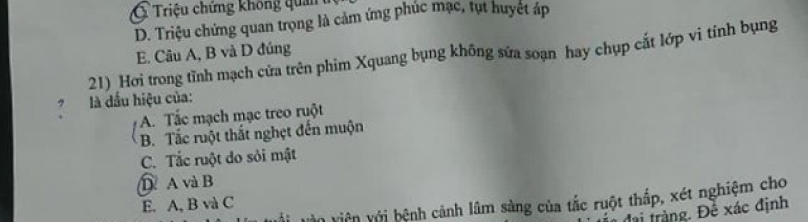 C. Triệu chứng không quan
D. Triệu chứng quan trọng là cảm ứng phúc mạc, tụt huyết áp
E. Câu A, B và D đúng
21) Hơi trong tĩnh mạch cửa trên phim Xquang bụng không sửa soạn hay chụp cắt lớp vi tính bụng
? là dấu hiệu của:
A. Tắc mạch mạc treo ruột
B. Tắc ruột thắt nghẹt đến muộn
C. Tắc ruột do sỏi mật
D. A và B
E. A, B và C
tuổi vào viện với bệnh cảnh lâm sàng của tắc ruột thấp, xét nghiệm cho
tắc đại tràng. Để xác định